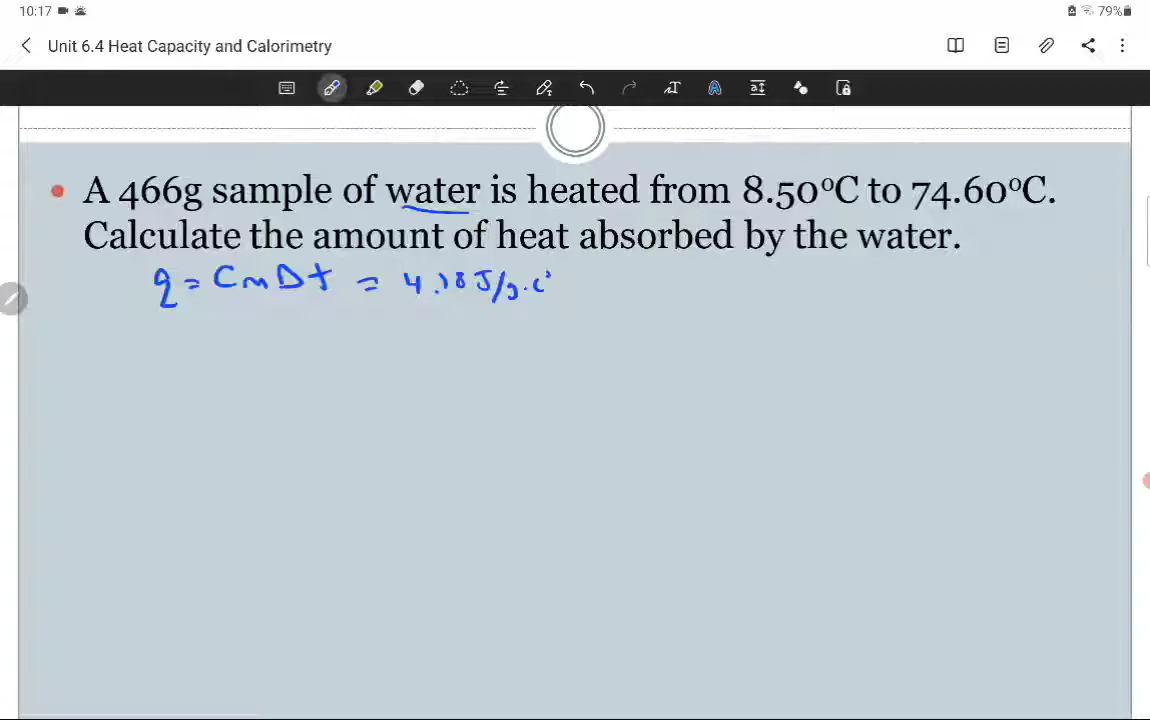 10:17 79%
Unit 6.4 Heat Capacity and Calorimetry
• A 466g sample of water is heated from 8.50°C to 74.60°C.
Calculate the amount of heat absorbed by the water.
q = C m Δt = 4.18 J/g.c°